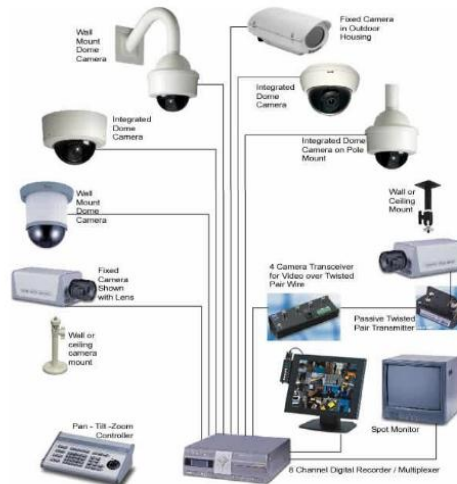 Wall
Mount
Dome
Camera
Fixed Camera
in Outdoor
Housing
Integrated
Dome
Camera
Integrated
Dome
Camera
Integrated Dome
Camera on Pole
Mount
Wall
Mount
Dome
Camera
Wall or
Ceiling
Mount
Fixed
Camera
Shown
with Lens
4 Camera Transceiver
for Video over Twisted
Pair Wire
Passive Twisted
Pair Transmitter
Wall or
ceiling
camera
mount
Pan - Tilt -Zoom
Controller
Spot Monitor
8 Channel Digital Recorder / Multiplexer